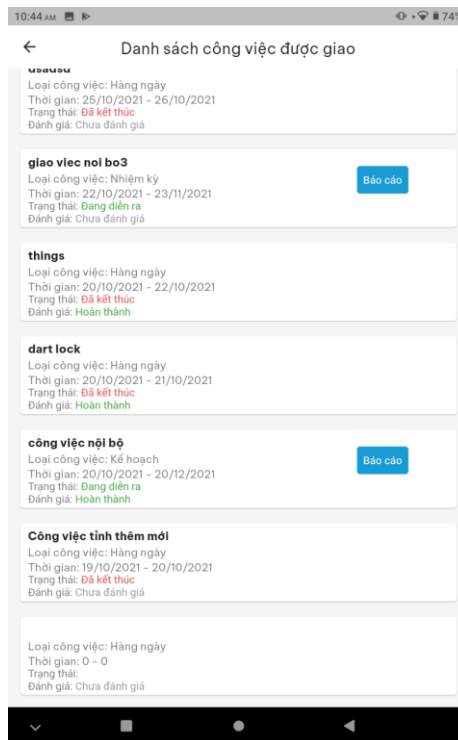 10:44 AM
74%
Danh sách công việc được giao
dsadsd
Loại công việc: Hàng ngày
Thời gian: 25/10/2021 - 26/10/2021
Trạng thái: Đã kết thúc
Đánh giá: Chưa đánh giá
giao viec noi bo3
Loại công việc: Nhiệm kỳ
Báo cáo
Thời gian: 22/10/2021 - 23/11/2021
Trạng thái: Đang diễn ra
Đánh giá: Chưa đánh giá
things
Loại công việc: Hàng ngày
Thời gian: 20/10/2021 - 22/10/2021
Trạng thái: Đã kết thúc
Đánh giá: Hoàn thành
dart lock
Loại công việc: Hàng ngày
Thời gian: 20/10/2021 - 21/10/2021
Trạng thái: Đã kết thúc
Đánh giá: Hoàn thành
công việc nội bộ
Loại công việc: Kế hoạch
Báo cáo
Thời gian: 20/10/2021 - 20/12/2021
Trạng thái: Đang diễn ra
Đánh giá: Hoàn thành
Công việc tỉnh thêm mới
Loại công việc: Hàng ngày
Thời gian: 19/10/2021 - 20/10/2021
Trạng thái: Đã kết thúc
Đánh giá: Chưa đánh giá
Loại công việc: Hàng ngày
Thời gian: 0 - 0
Trạng thái:
Đánh giá: Chưa đánh giá